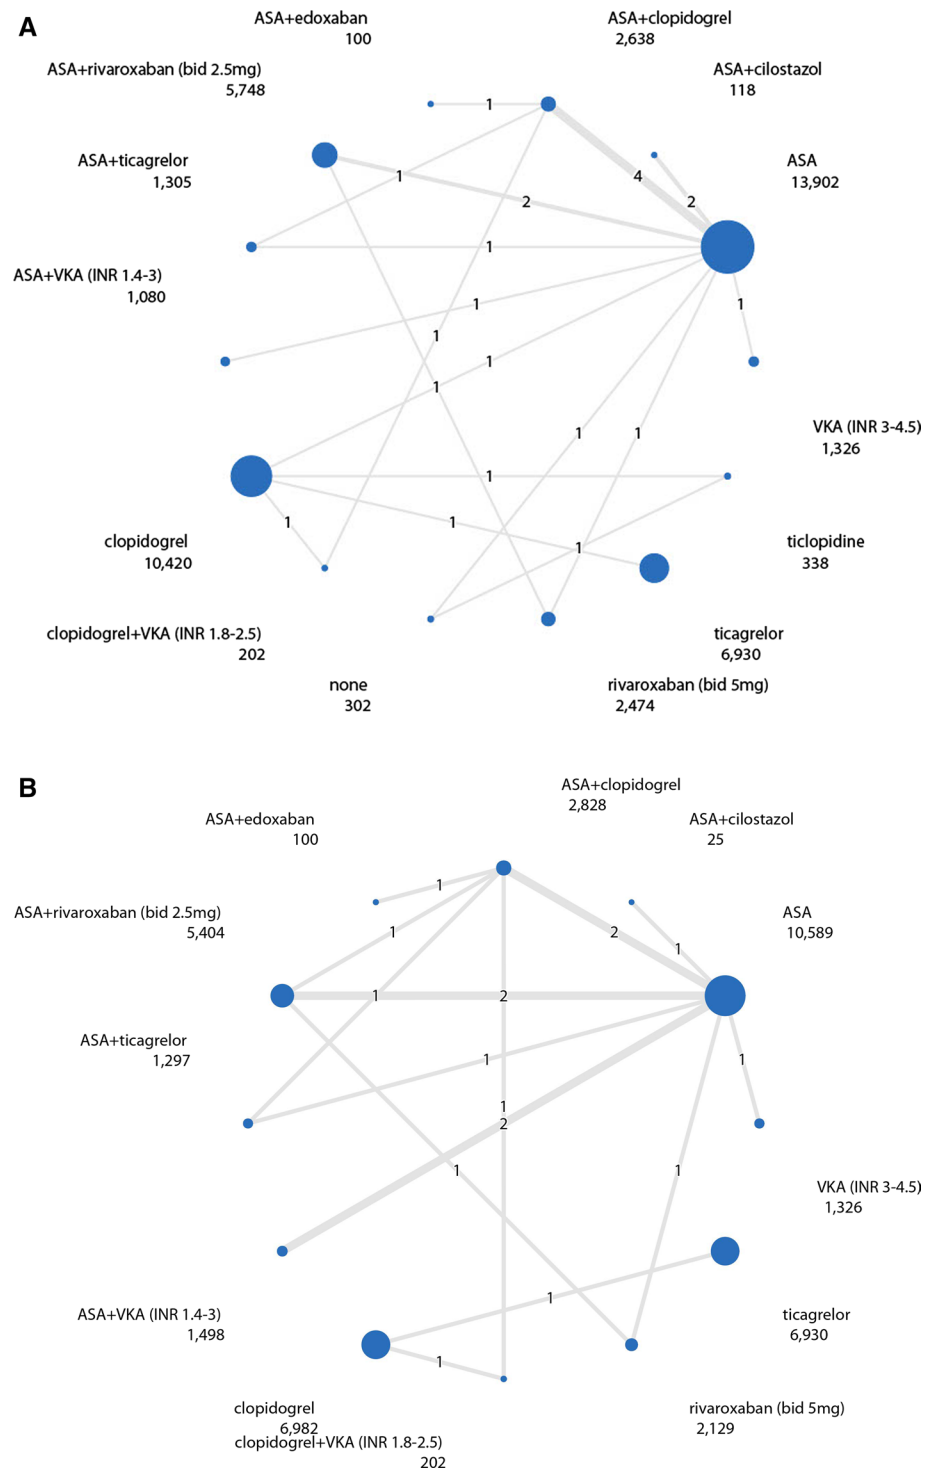 A
ASA+edoxaban
100
ASA+clopidogrel
2,638
ASA+rivaroxaban (bid 2.5mg)
5,748
ASA+cilostazol
118
1
ASA+ticagrelor
1,305
ASA
13,902
1
4
2
2
1
ASA+VKA (INR 1.4-3)
1,080
1
1
1
1
1
1
1
VKA (INR 3-4.5)
1,326
1
1
1
1
clopidogrel
10,420
ticlopidine
338
clopidogrel+VKA (INR 1.8-2.5)
202
ticagrelor
6,930
none
302
rivaroxaban (bid 5mg)
2,474
B
ASA+clopidogrel
2,828
ASA+edoxaban
100
ASA+cilostazol
25
1
ASA+rivaroxaban (bid 2.5mg)
5,404
ASA
10,589
1
2
1
1
2
ASA+ticagrelor
1,297
1
1
1
2
1
1
VKA (INR 3-4.5)
1,326
1
ASA+VKA (INR 1.4-3)
1,498
ticagrelor
6,930
1
clopidogrel
6,982
clopidogrel+VKA (INR 1.8-2.5)
202
rivaroxaban (bid 5mg)
2,129